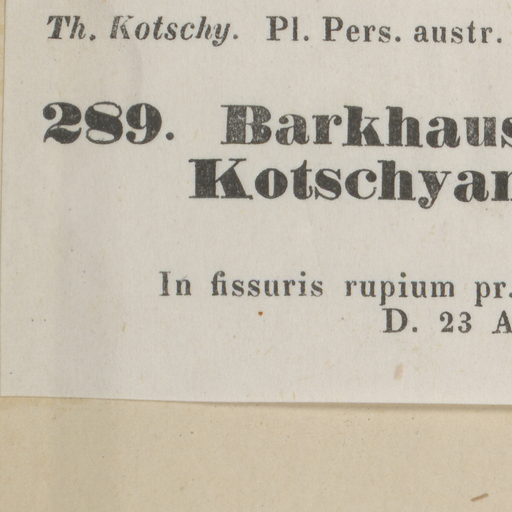 Th. Kotschy. Pl. Pers. austr.
289. Barkhaus
Kotschyan
In fissuris rupium pr.
D. 23 A